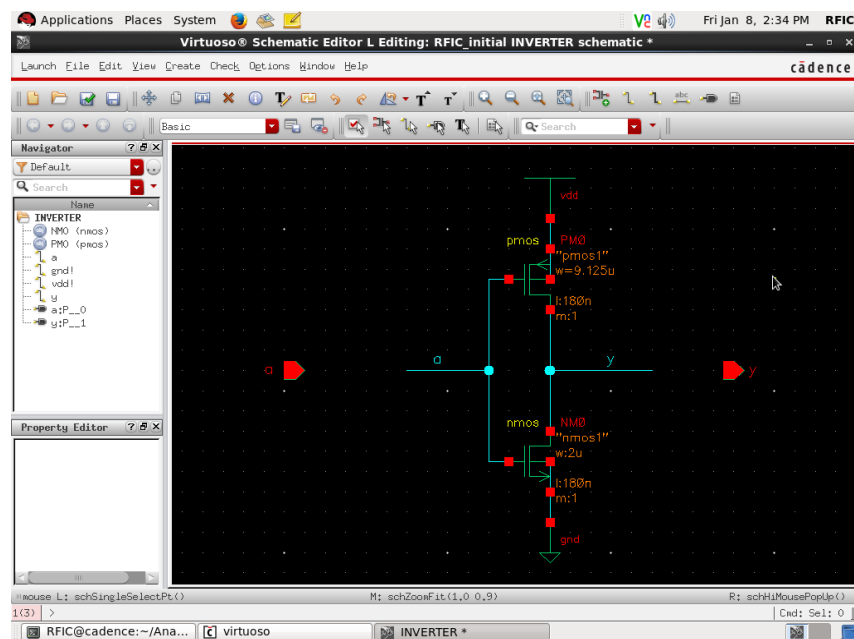 Applications Places System Fri Jan 8, 2:34 PM RFIC
Virtuoso® Schematic Editor L Editing: RFIC_initial INVERTER schematic *
Launch File Edit View Create Check Options Window Help cādence
Basic Search
Navigator
Default
Search
Name
INVERTER
NM0 (nmos)
PM0 (pmos)
a
gnd!
vdd!
y
a:P__0
y:P__1
Property Editor
vdd
pmos PM0
"pmos1"
w=9.125u
l:180n
m:1
a a y y
nmos NM0
"nmos1"
w:2u
l:180n
m:1
gnd
mouse L: schSingleSelectPt() M: schZoomFit(1.0 0.9) R: schHiMousePopUp()
1(3) > Cmd: Sel: 0
RFIC@cadence:~/Ana... virtuoso INVERTER *